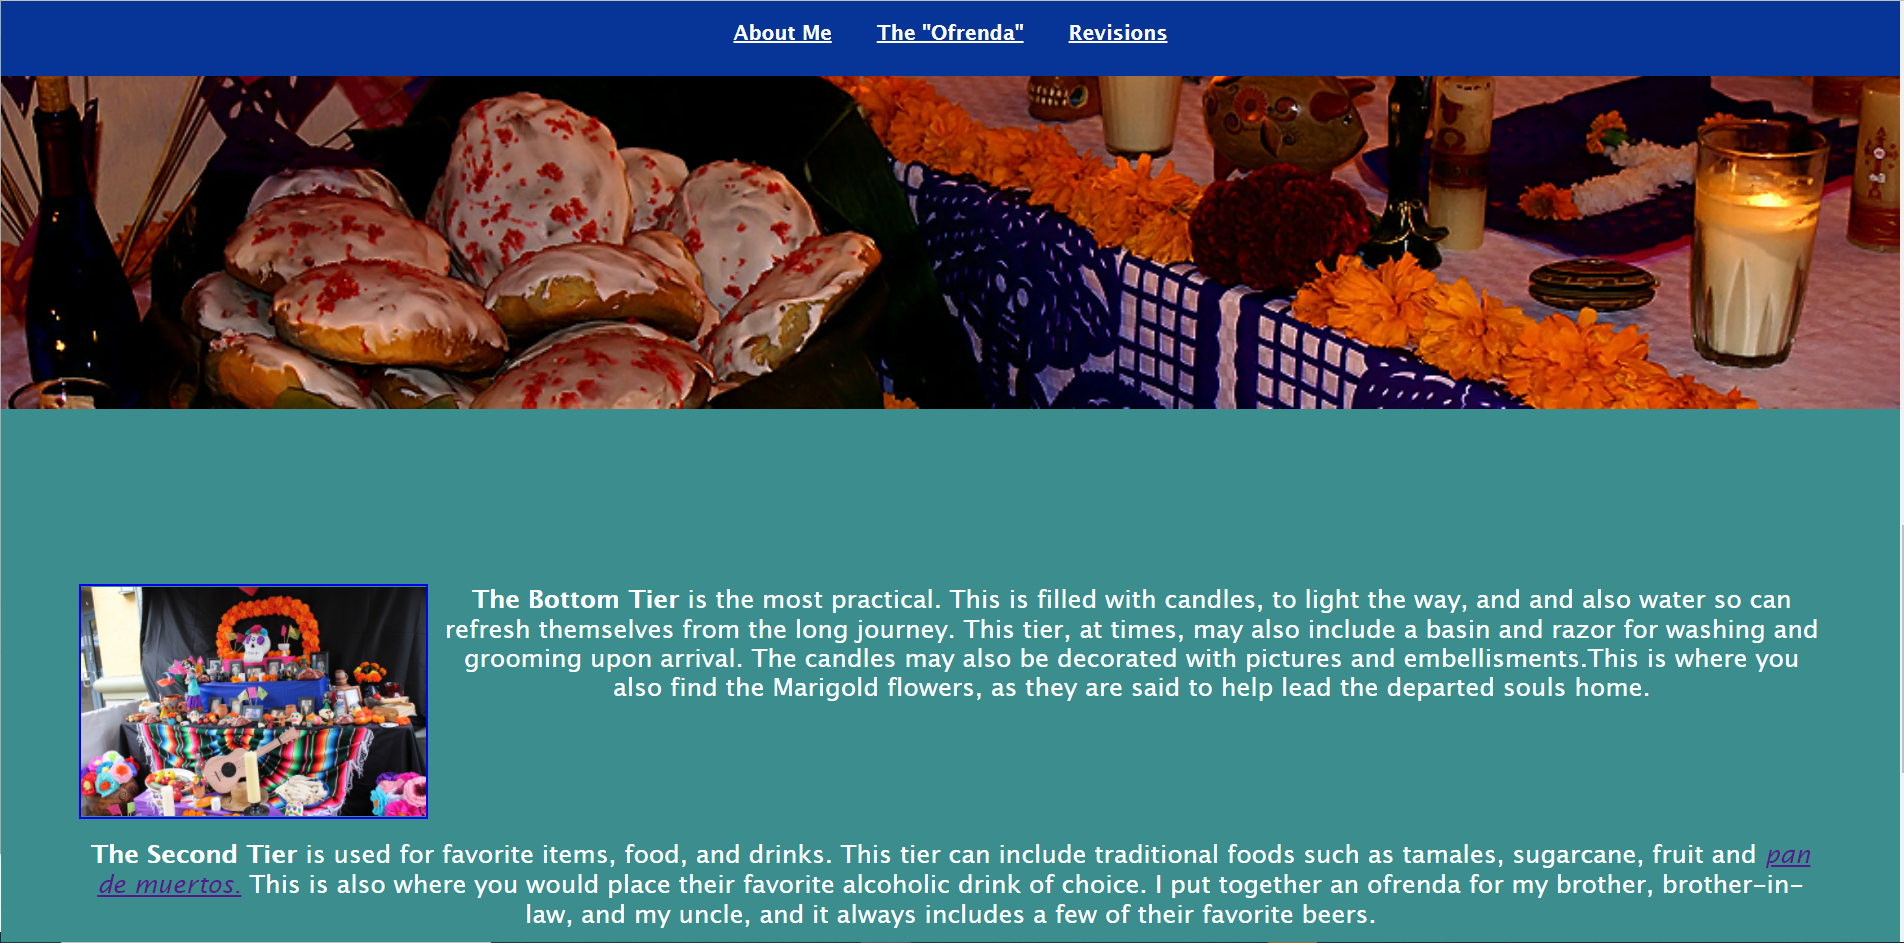 About Me The "Ofrenda" Revisions
The Bottom Tier is the most practical. This is filled with candles, to light the way, and and also water so can
refresh themselves from the long journey. This tier, at times, may also include a basin and razor for washing and
grooming upon arrival. The candles may also be decorated with pictures and embellisments.This is where you
also find the Marigold flowers, as they are said to help lead the departed souls home.
The Second Tier is used for favorite items, food, and drinks. This tier can include traditional foods such as tamales, sugarcane, fruit and pan
de muertos. This is also where you would place their favorite alcoholic drink of choice. I put together an ofrenda for my brother, brother-in-
law, and my uncle, and it always includes a few of their favorite beers.